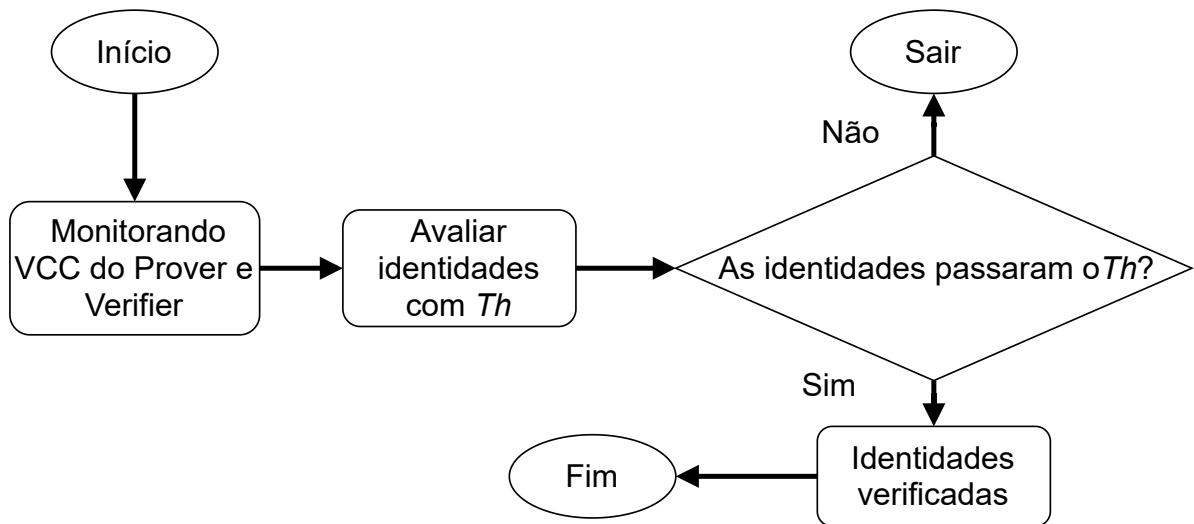 Início
Sair
Não
Monitorando
VCC do Prover e
Verifier
Avaliar
identidades
com Th
As identidades passaram oTh?
Sim
Identidades
verificadas
Fim